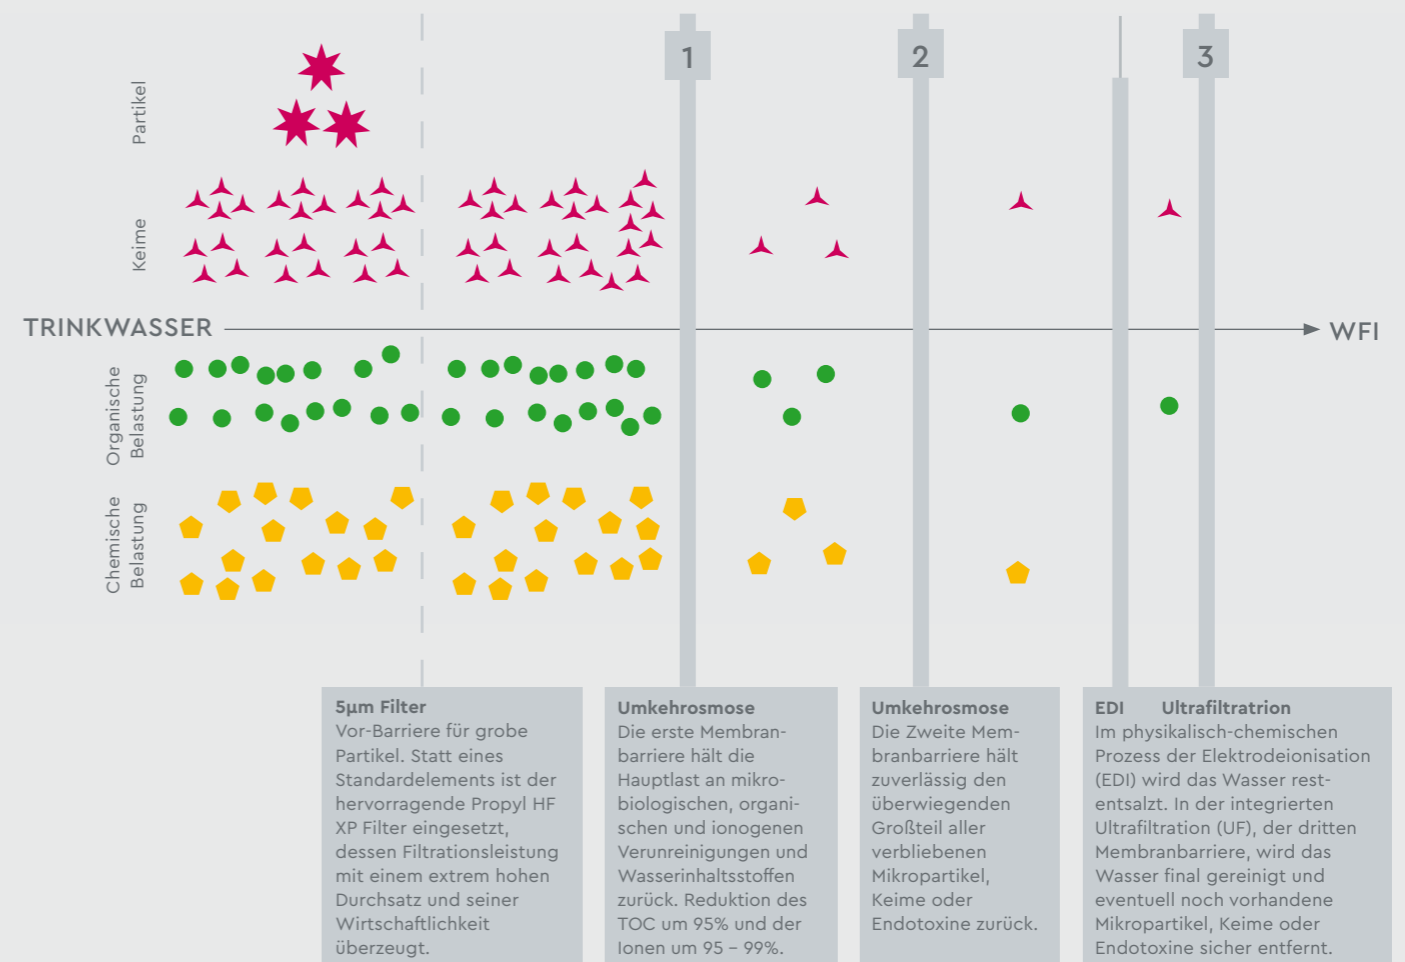 1
2
3
Partikel
Keime
TRINKWASSER
WFI
Organische
Belastung
Chemische
Belastung
5µm Filter
Vor-Barriere für grobe
Partikel. Statt eines
Standardelements ist der
hervorragende Propyl HF
XP Filter eingesetzt,
dessen Filtrationsleistung
mit einem extrem hohen
Durchsatz und seiner
Wirtschaftlichkeit
überzeugt.
Umkehrosmose
Die erste Membran-
barriere hält die
Hauptlast an mikro-
biologischen, organi-
schen und ionogenen
Verunreinigungen und
Wasserinhaltsstoffen
zurück. Reduktion des
TOC um 95% und der
Ionen um 95 – 99%.
Umkehrosmose
Die Zweite Mem-
branbarriere hält
zuverlässig den
überwiegenden
Großteil aller
verbliebenen
Mikropartikel,
Keime oder
Endotoxine zurück.
EDI Ultrafiltratrion
Im physikalisch-chemischen
Prozess der Elektrodeionisation
(EDI) wird das Wasser rest-
entsalzt. In der integrierten
Ultrafiltration (UF), der dritten
Membranbarriere, wird das
Wasser final gereinigt und
eventuell noch vorhandene
Mikropartikel, Keime oder
Endotoxine sicher entfernt.